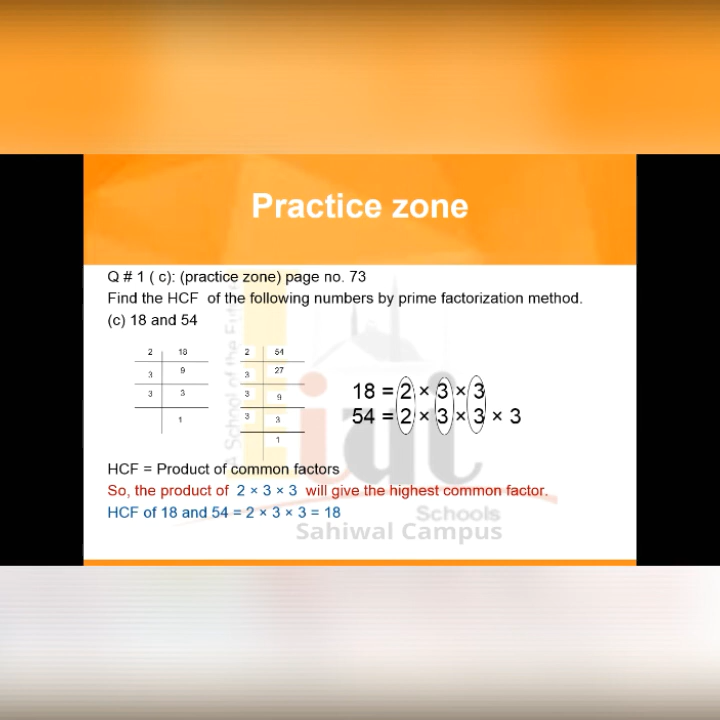 Practice zone
Q # 1 ( c): (practice zone) page no. 73
Find the HCF of the following numbers by prime factorization method.
(c) 18 and 54
2 18
3 9
3 3
1
2 54
3 27
3 9
3 3
1
18 = 2 × 3 × 3
54 = 2 × 3 × 3 × 3
HCF = Product of common factors
So, the product of 2 × 3 × 3 will give the highest common factor.
HCF of 18 and 54 = 2 × 3 × 3 = 18
Schools
Sahiwal Campus